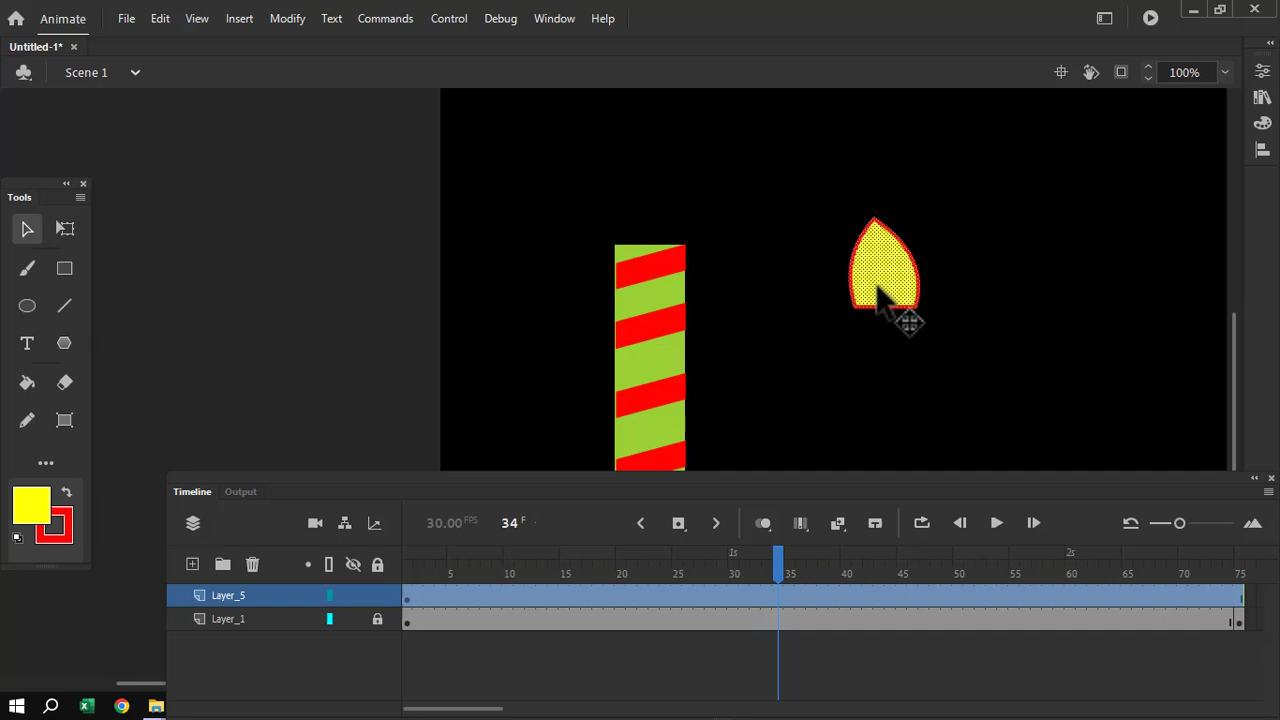 Animate File Edit View Insert Modify Text Commands Control Debug Window Help
Untitled-1*
Scene 1 100%
Tools
Timeline Output
30.00 FPS 34 F
1s 2s
5 10 15 20 25 30 35 40 45 50 55 60 65 70 75
Layer_5
Layer_1